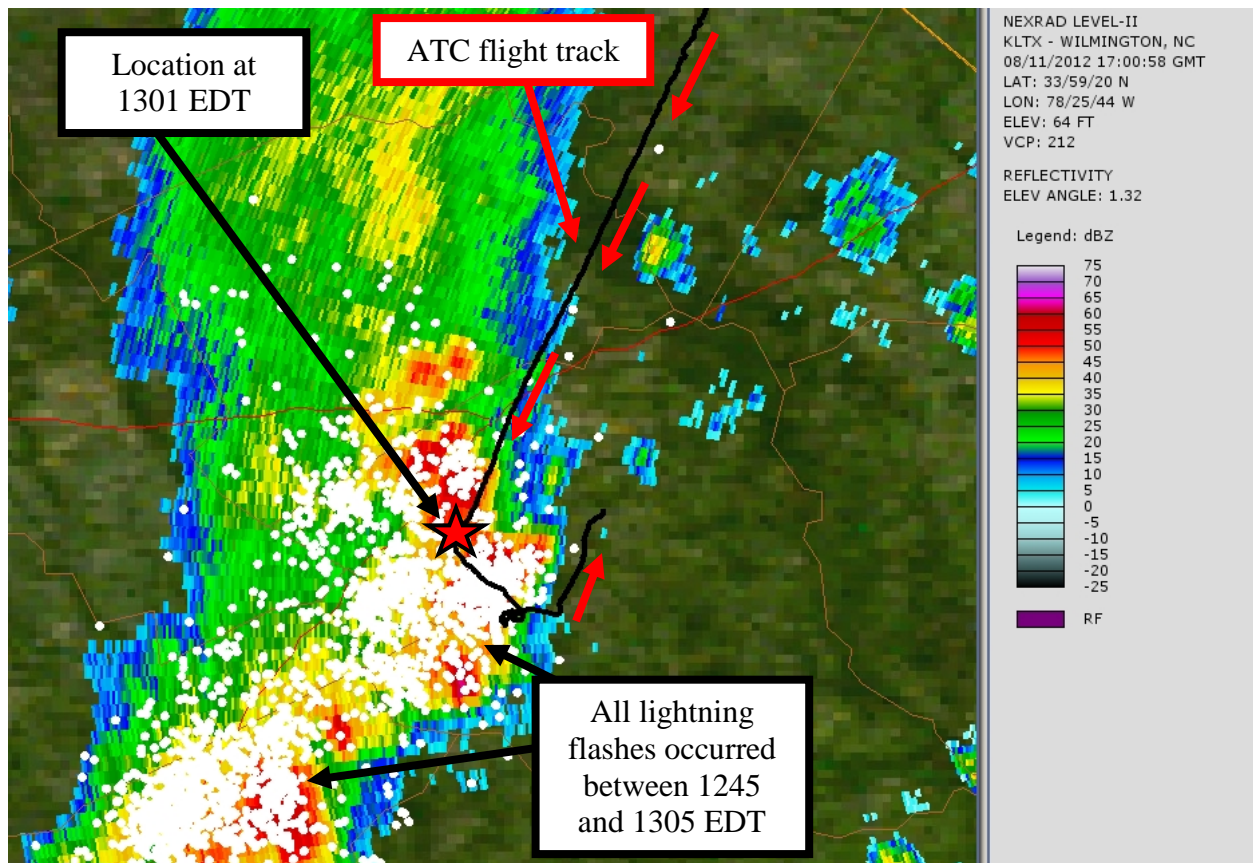 Location at
1301 EDT
ATC flight track
All lightning
flashes occurred
between 1245
and 1305 EDT
NEXRAD LEVEL-II
KLTX - WILMINGTON, NC
08/11/2012 17:00:58 GMT
LAT: 33/59/20 N
LON: 78/25/44 W
ELEV: 64 FT
VCP: 212
REFLECTIVITY
ELEV ANGLE: 1.32
Legend: dBZ
75
70
65
60
55
50
45
40
35
30
25
20
15
10
5
0
-5
-10
-15
-20
-25
RF